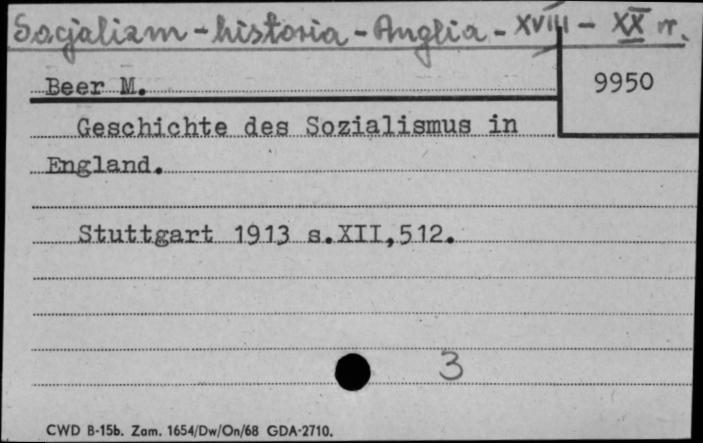 Socjalizm - historia - Anglia - XVIII - XX w.
Beer M.
9950
Geschichte des Sozialismus in
England.
Stuttgart 1913 s.XII,512.
3
CWD B-15b. Zam. 1654/Dw/On/68 GDA-2710.